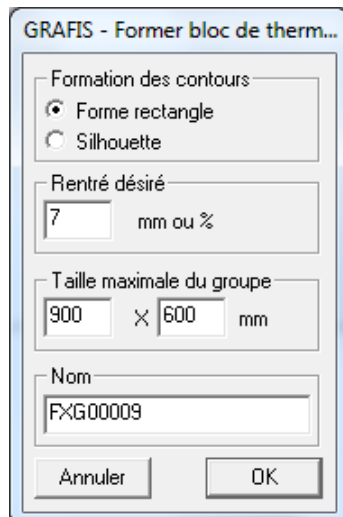 GRAFIS - Former bloc de therm...
Formation des contours
Forme rectangle
Silhouette
Rentré désiré
7 mm ou %
Taille maximale du groupe
900 X 600 mm
Nom
FXG00009
Annuler OK